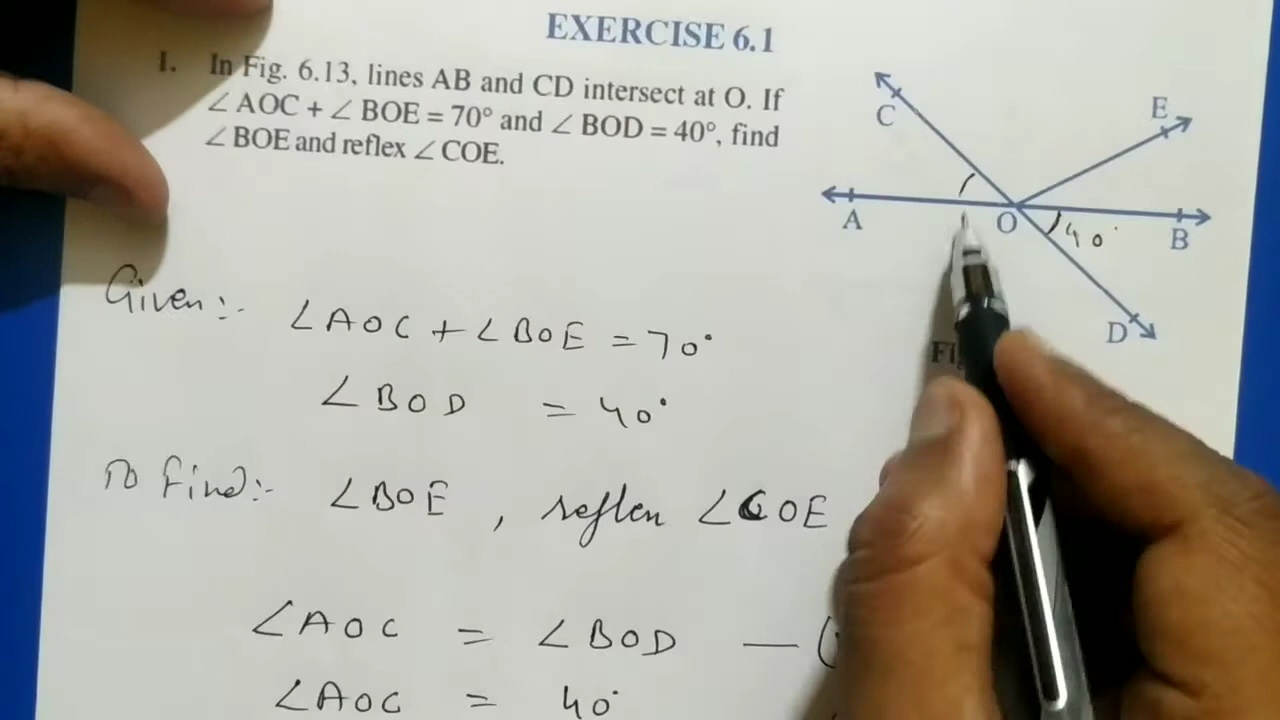 EXERCISE 6.1
1. In Fig. 6.13, lines AB and CD intersect at O. If
∠ AOC + ∠ BOE = 70° and ∠ BOD = 40°, find
∠ BOE and reflex ∠ COE.
C
E
A
O
40°
B
D
Given:-
∠AOC + ∠BOE = 70°
∠BOD = 40°
To find:- ∠BOE, reflex ∠COE
∠AOC = ∠BOD — (
∠AOC = 40°